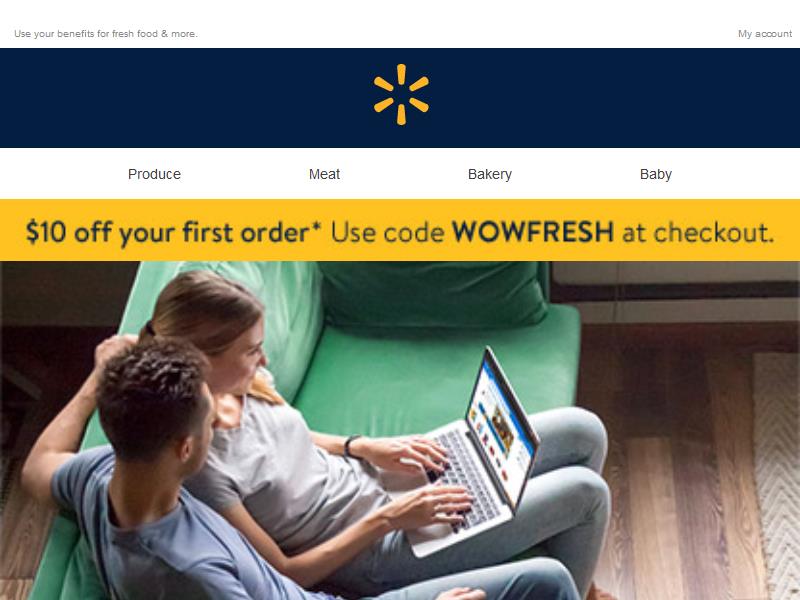 Use your benefits for fresh food & more.
My account
Produce
Meat
Bakery
Baby
$10 off your first order* Use code WOWFRESH at checkout.